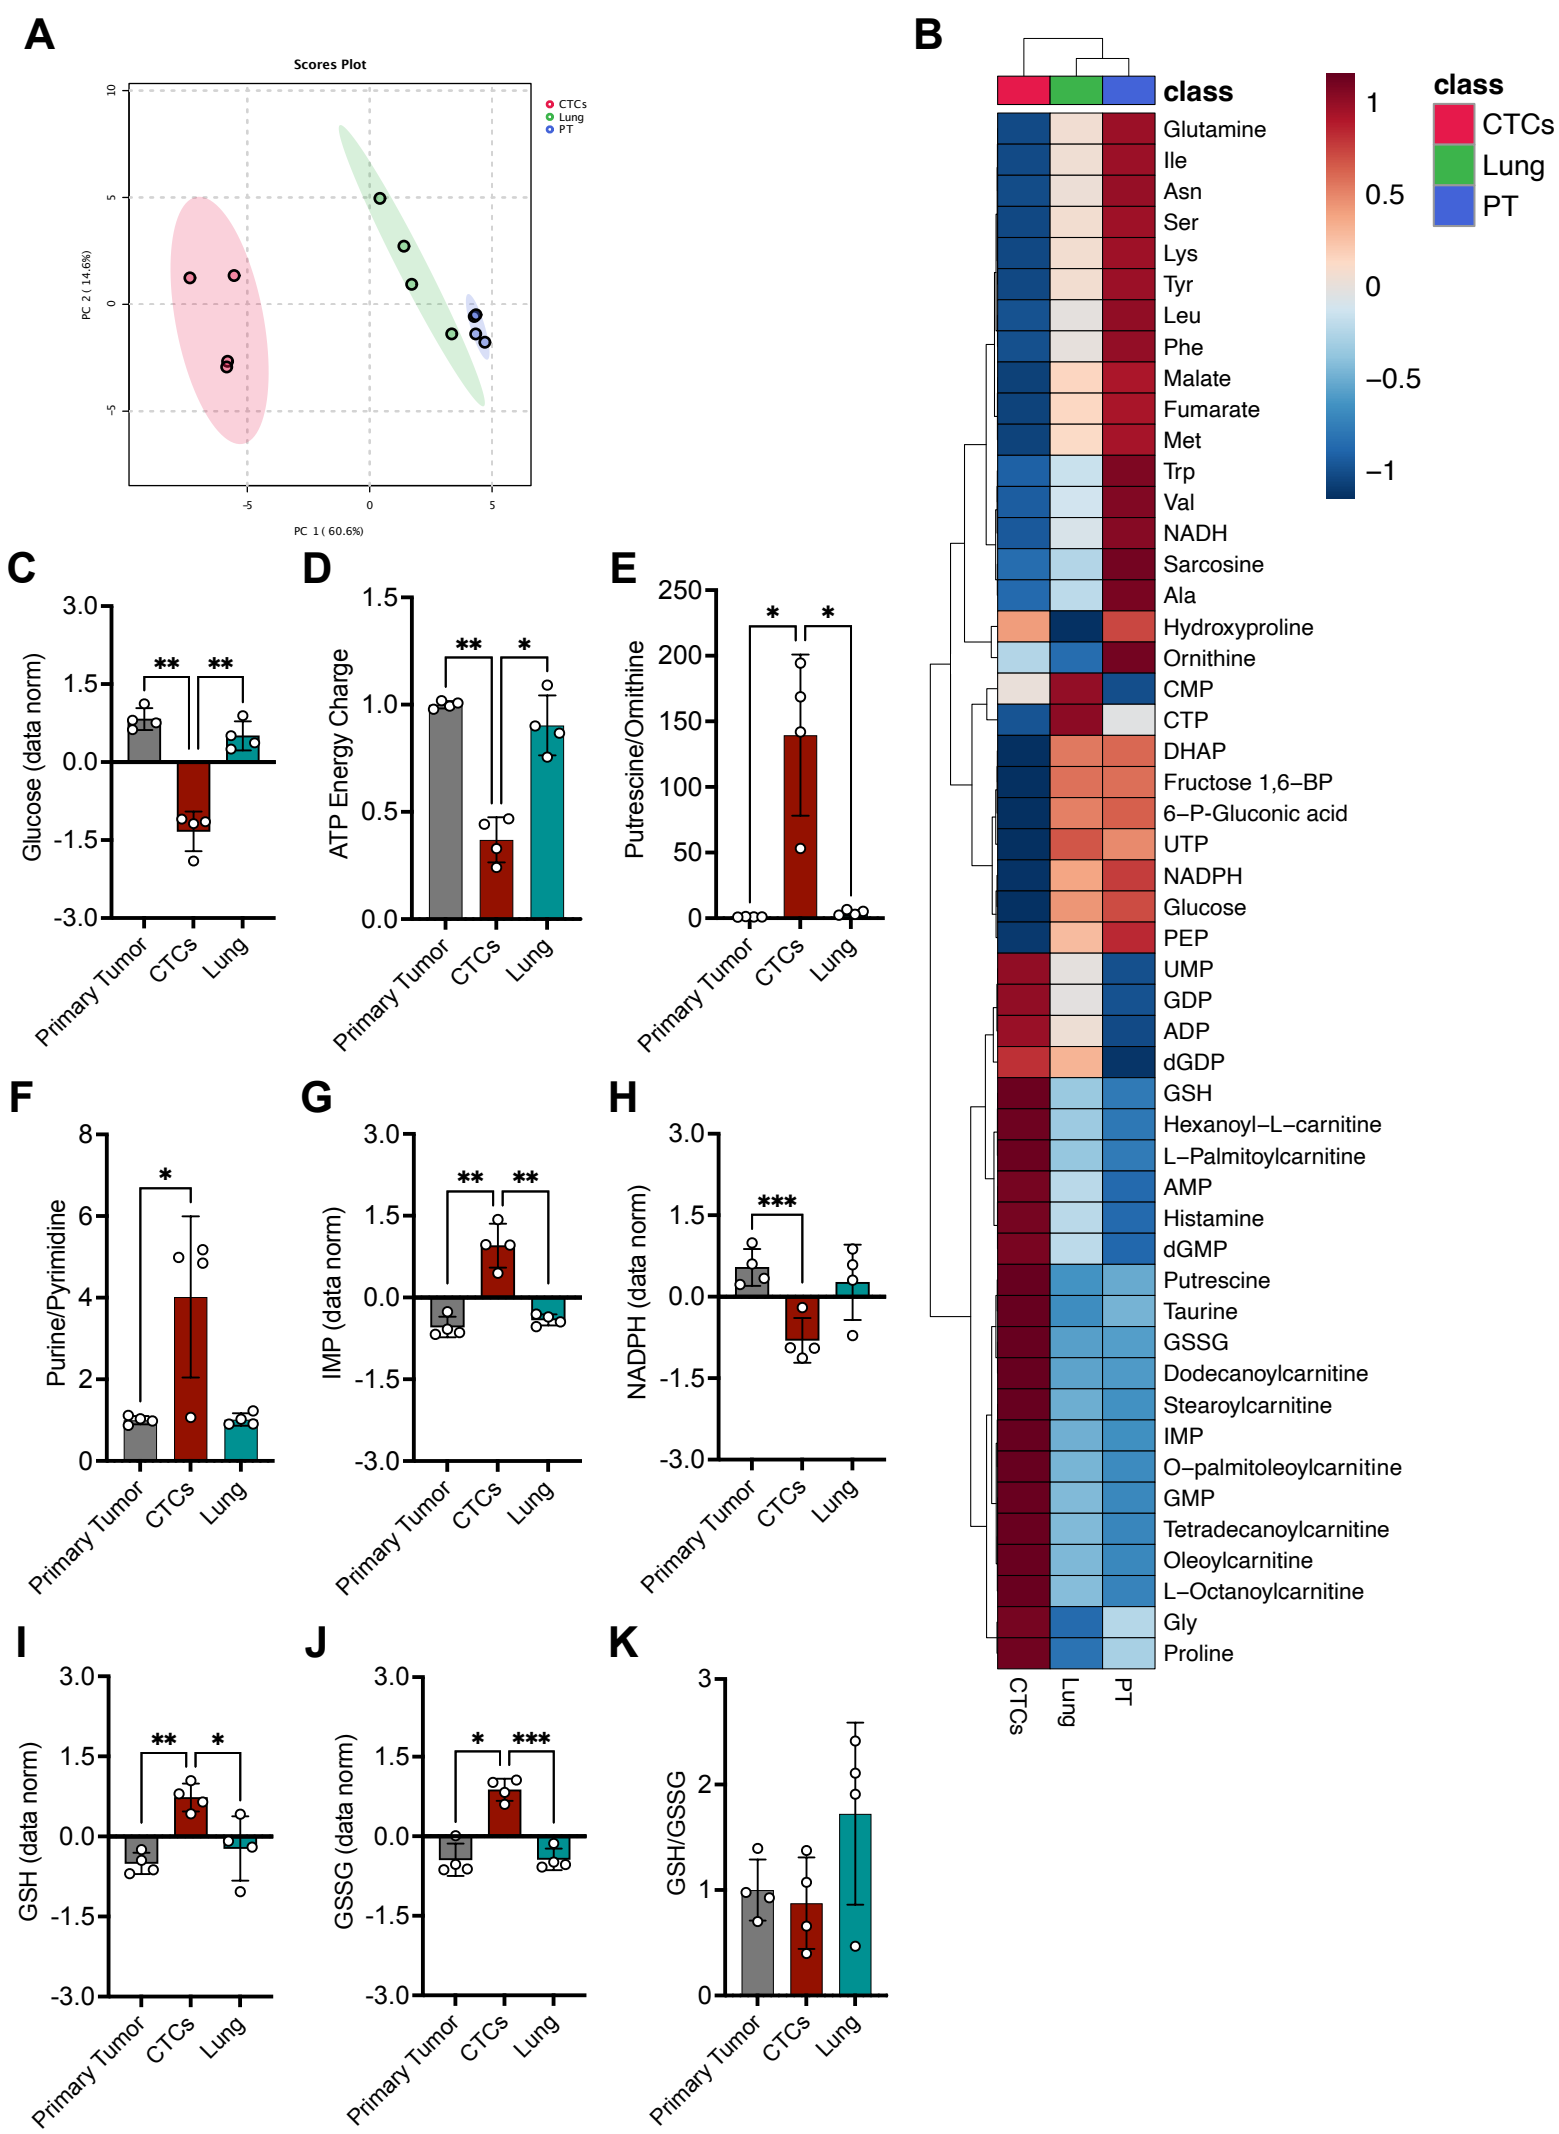 A
Scores Plot
10
5
0
-5
PC 2 ( 14.6%)
-5
0
5
PC 1 ( 60.6%)
CTCs
Lung
PT
B
class
Glutamine
Ile
Asn
Ser
Lys
Tyr
Leu
Phe
Malate
Fumarate
Met
Trp
Val
NADH
Sarcosine
Ala
Hydroxyproline
Ornithine
CMP
CTP
DHAP
Fructose 1,6−BP
6−P-Gluconic acid
UTP
NADPH
Glucose
PEP
UMP
GDP
ADP
dGDP
GSH
Hexanoyl−L−carnitine
L−Palmitoylcarnitine
AMP
Histamine
dGMP
Putrescine
Taurine
GSSG
Dodecanoylcarnitine
Stearoylcarnitine
IMP
O−palmitoleoylcarnitine
GMP
Tetradecanoylcarnitine
Oleoylcarnitine
L−Octanoylcarnitine
Gly
Proline
CTCs
Lung
PT
1
0.5
0
−0.5
−1
class
CTCs
Lung
PT
C
Glucose (data norm)
3.0
1.5
0.0
-1.5
-3.0
**
**
Primary Tumor
CTCs
Lung
D
ATP Energy Charge
1.5
1.0
0.5
0.0
**
*
Primary Tumor
CTCs
Lung
E
Putrescine/Ornithine
250
200
150
100
50
0
*
*
Primary Tumor
CTCs
Lung
F
Purine/Pyrimidine
8
6
4
2
0
*
Primary Tumor
CTCs
Lung
G
IMP (data norm)
3.0
1.5
0.0
-1.5
-3.0
**
**
Primary Tumor
CTCs
Lung
H
NADPH (data norm)
3.0
1.5
0.0
-1.5
-3.0
***
Primary Tumor
CTCs
Lung
I
GSH (data norm)
3.0
1.5
0.0
-1.5
-3.0
**
*
Primary Tumor
CTCs
Lung
J
GSSG (data norm)
3.0
1.5
0.0
-1.5
-3.0
*
***
Primary Tumor
CTCs
Lung
K
GSH/GSSG
3
2
1
0
Primary Tumor
CTCs
Lung